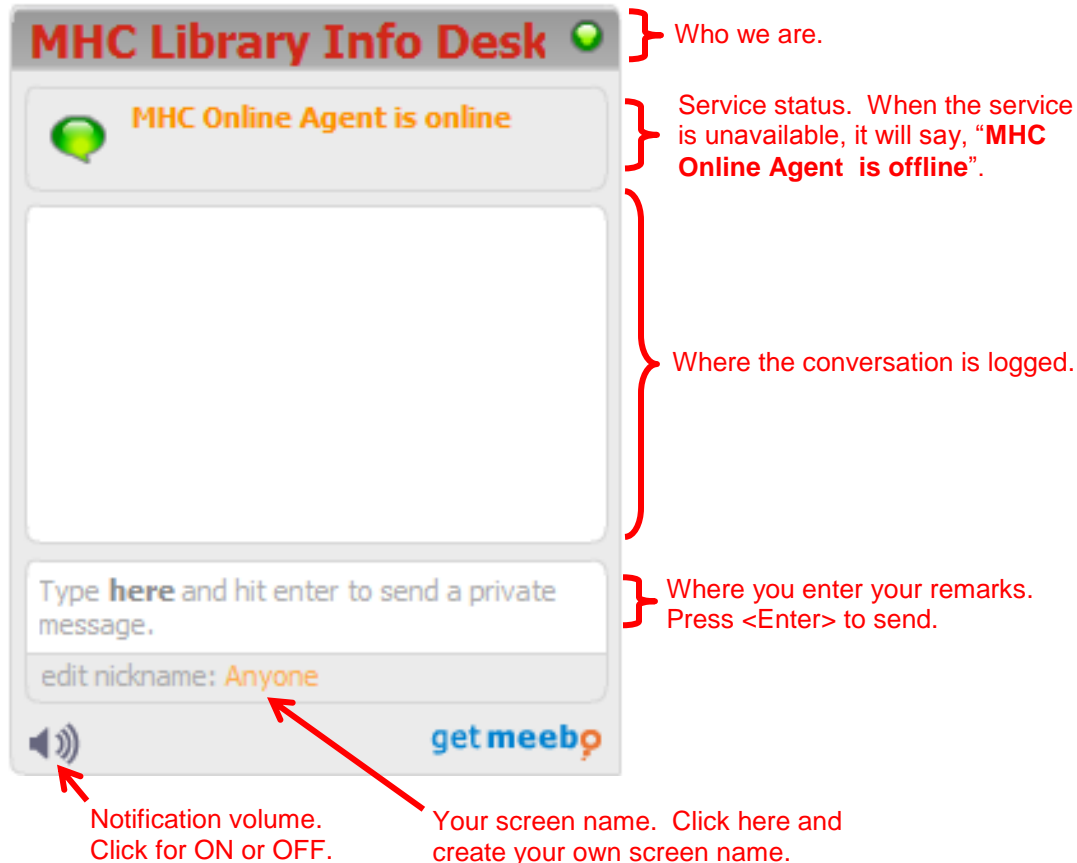 MHC Library Info Desk
Who we are.
MHC Online Agent is online
Service status.  When the service
is unavailable, it will say, “MHC
Online Agent  is offline”.
Where the conversation is logged.
Type here and hit enter to send a private
message.
Where you enter your remarks.
Press <Enter> to send.
edit nickname: Anyone
get meebo
Notification volume.
Click for ON or OFF.
Your screen name.  Click here and
create your own screen name.